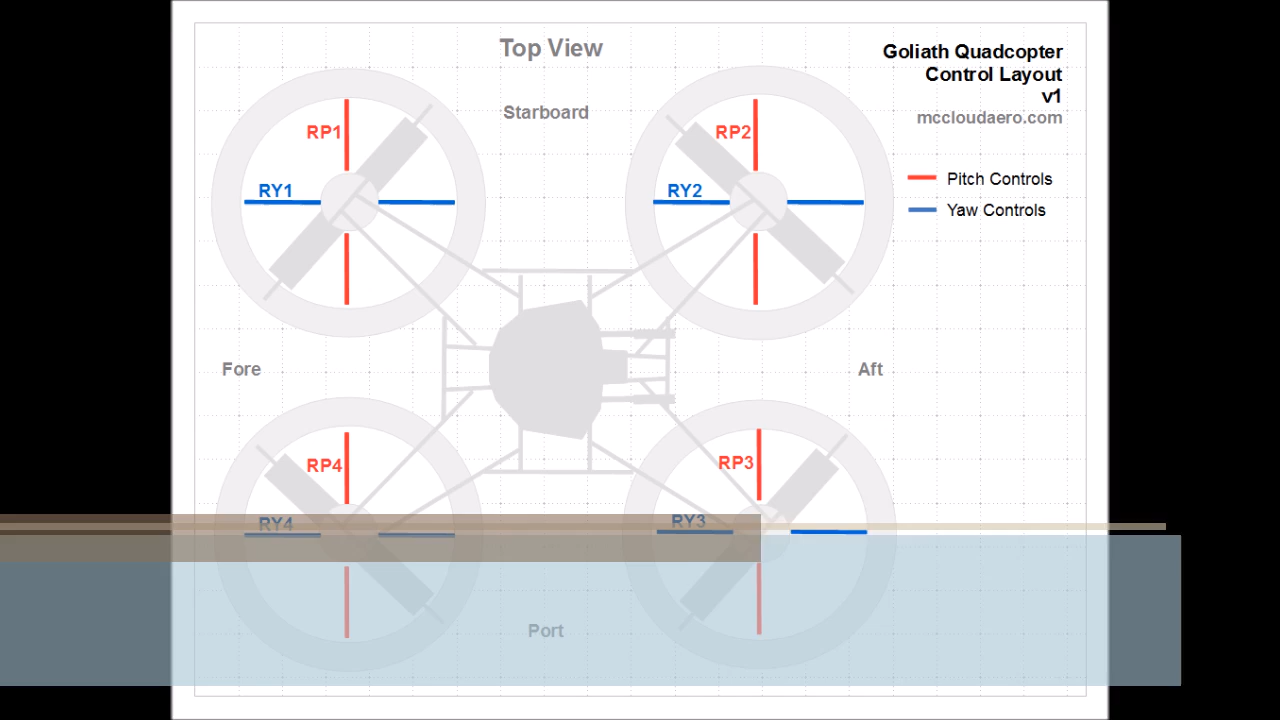 Top View
Goliath Quadcopter
Control Layout
v1
mccloudaero.com
Starboard
RP1
RP2
Pitch Controls
RY1
RY2
Yaw Controls
Fore
Aft
RP4
RP3
RY4
RY3
Port